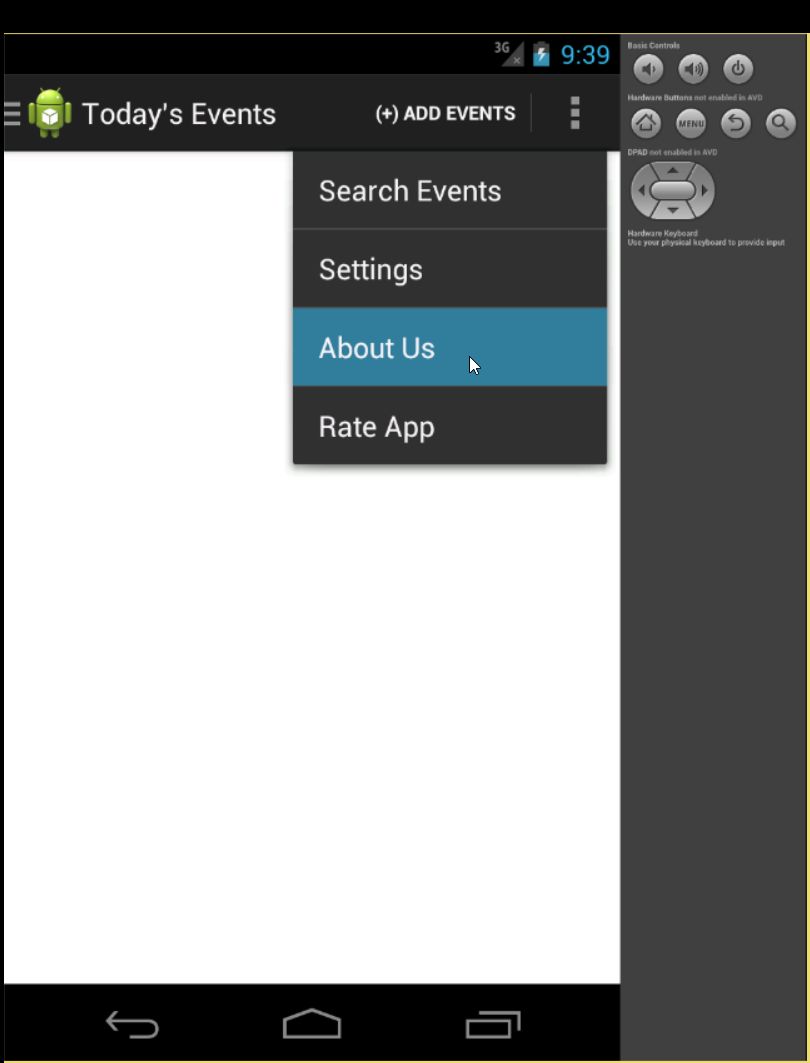 3G 9:39
Today's Events (+) ADD EVENTS
Search Events
Settings
About Us
Rate App
Basic Controls
Hardware Buttons not enabled in AVD
MENU
DPAD not enabled in AVD
Hardware Keyboard
Use your physical keyboard to provide input